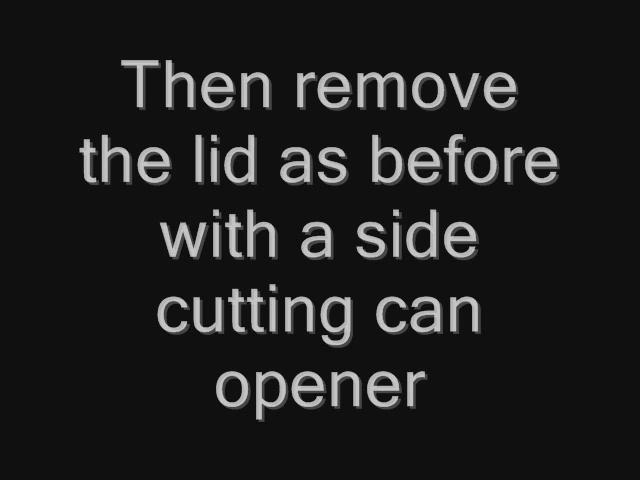 Then remove
the lid as before
with a side
cutting can
opener